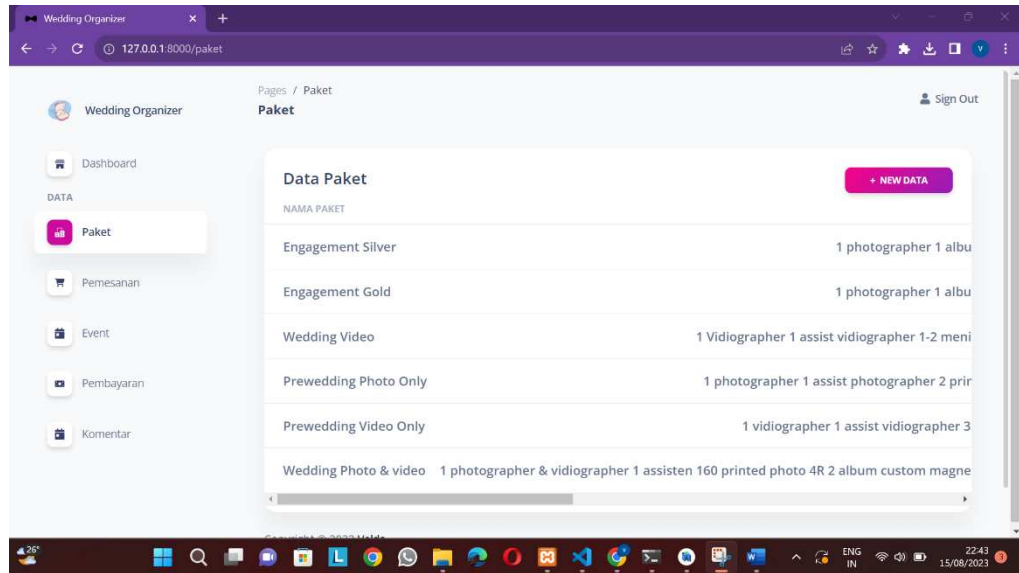 Wedding Organizer
127.0.0.1:8000/paket
Wedding Organizer
Pages / Paket
Paket
Sign Out
Dashboard
DATA
Paket
Pemesanan
Event
Pembayaran
Komentar
Data Paket
+ NEW DATA
NAMA PAKET
Engagement Silver 1 photographer 1 albu
Engagement Gold 1 photographer 1 albu
Wedding Video 1 Vidiographer 1 assist vidiographer 1-2 meni
Prewedding Photo Only 1 photographer 1 assist photographer 2 prin
Prewedding Video Only 1 vidiographer 1 assist vidiographer 3
Wedding Photo & video 1 photographer & vidiographer 1 assisten 160 printed photo 4R 2 album custom magne
26°
ENG
IN
22:43
15/08/2023